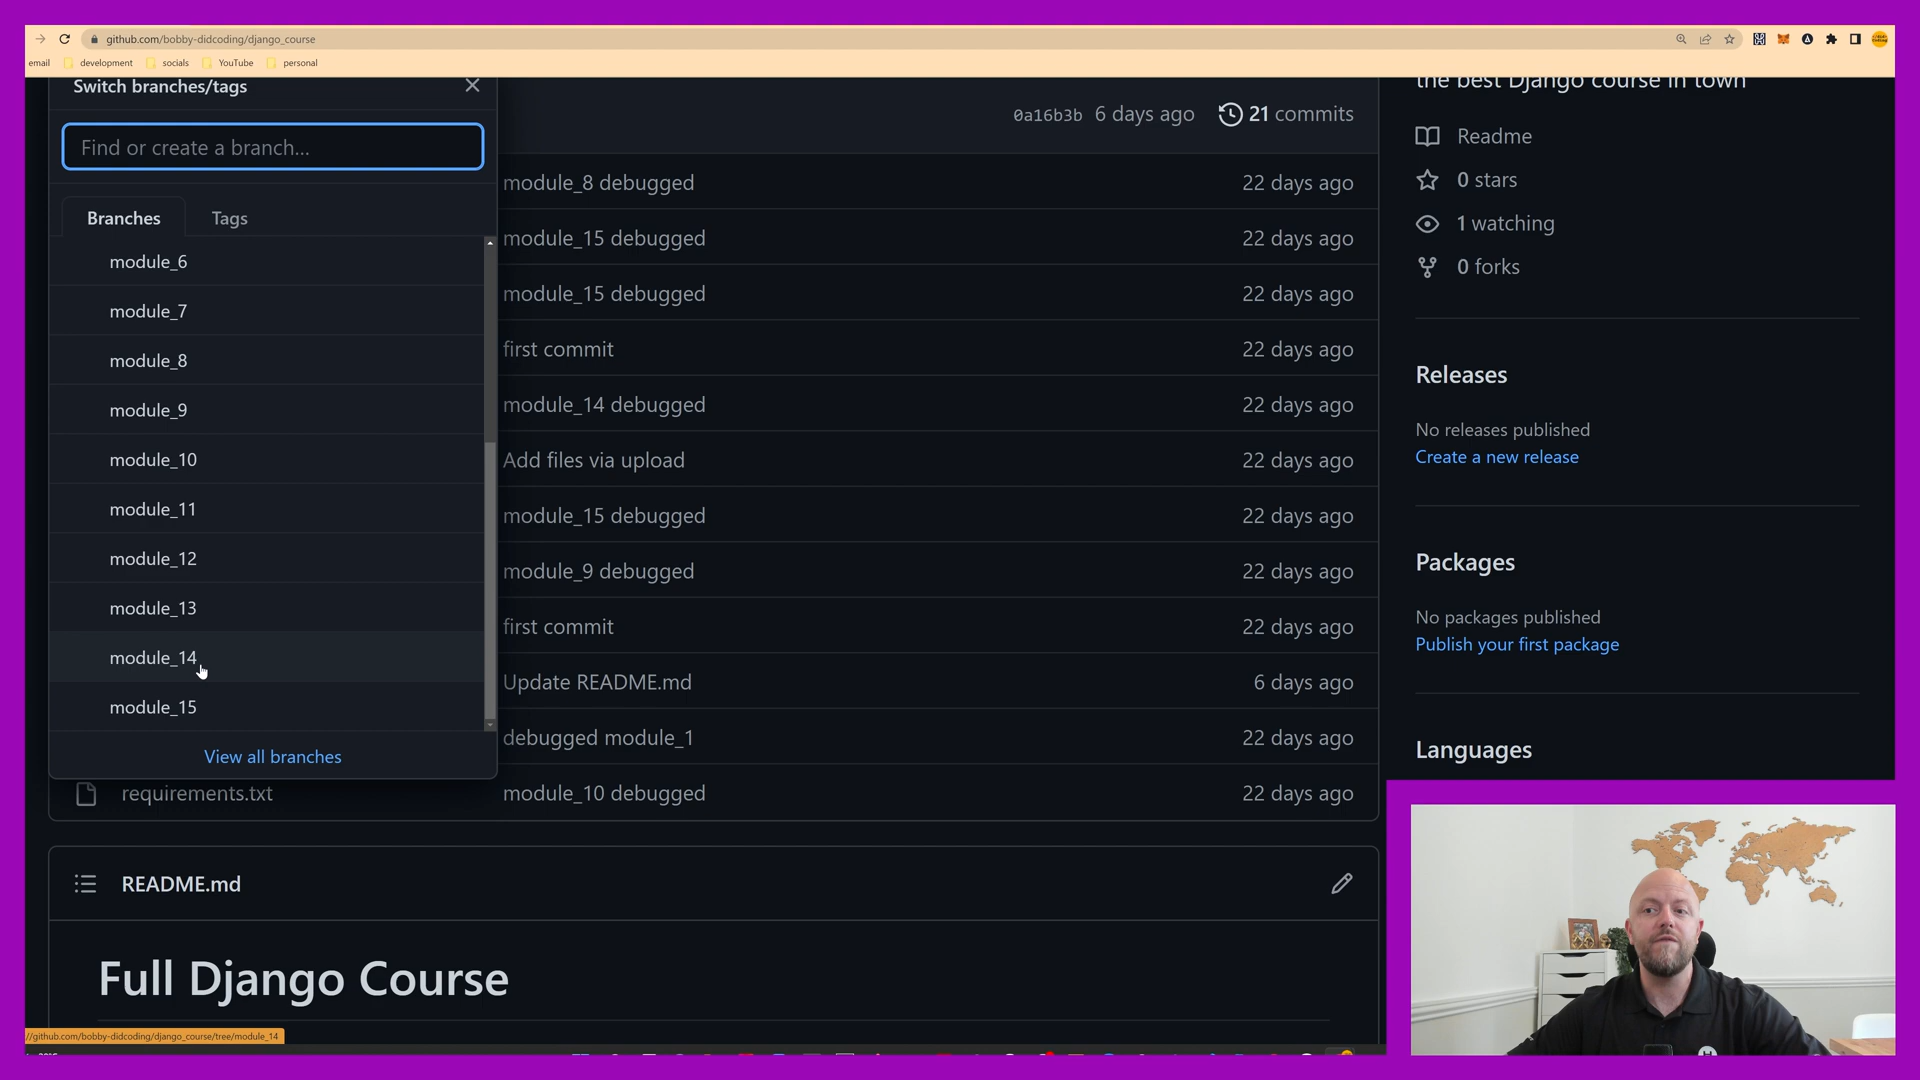 github.com/bobby-didcoding/django_course
email
development
socials
YouTube
personal
Switch branches/tags
Find or create a branch...
Branches
Tags
module_6
module_7
module_8
module_9
module_10
module_11
module_12
module_13
module_14
module_15
View all branches
0a16b3b 6 days ago 21 commits
module_8 debugged 22 days ago
module_15 debugged 22 days ago
module_15 debugged 22 days ago
first commit 22 days ago
module_14 debugged 22 days ago
Add files via upload 22 days ago
module_15 debugged 22 days ago
module_9 debugged 22 days ago
first commit 22 days ago
Update README.md 6 days ago
debugged module_1 22 days ago
requirements.txt module_10 debugged 22 days ago
README.md
Full Django Course
the best Django course in town
Readme
0 stars
1 watching
0 forks
Releases
No releases published
Create a new release
Packages
No packages published
Publish your first package
Languages
//github.com/bobby-didcoding/django_course/tree/module_14